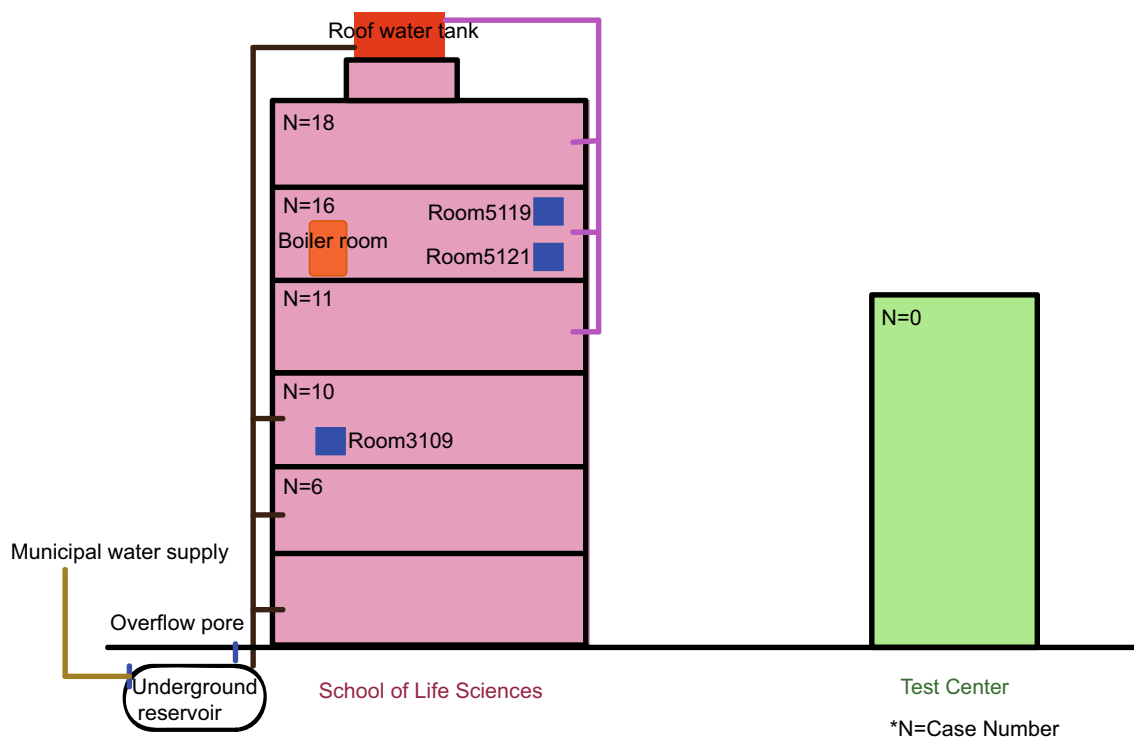 Roof water tank
N=18
N=16
Room5119
Boiler room
Room5121
N=11
N=0
N=10
Room3109
N=6
Municipal water supply
Overflow pore
Underground
reservoir
School of Life Sciences
Test Center
*N=Case Number